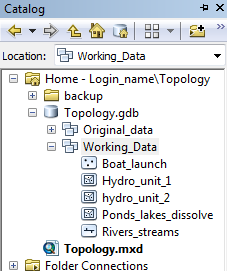 Catalog
Location: Working_Data
Home - Login_name\Topology
backup
Topology.gdb
Original_data
Working_Data
Boat_launch
Hydro_unit_1
hydro_unit_2
Ponds_lakes_dissolve
Rivers_streams
Topology.mxd
Folder Connections